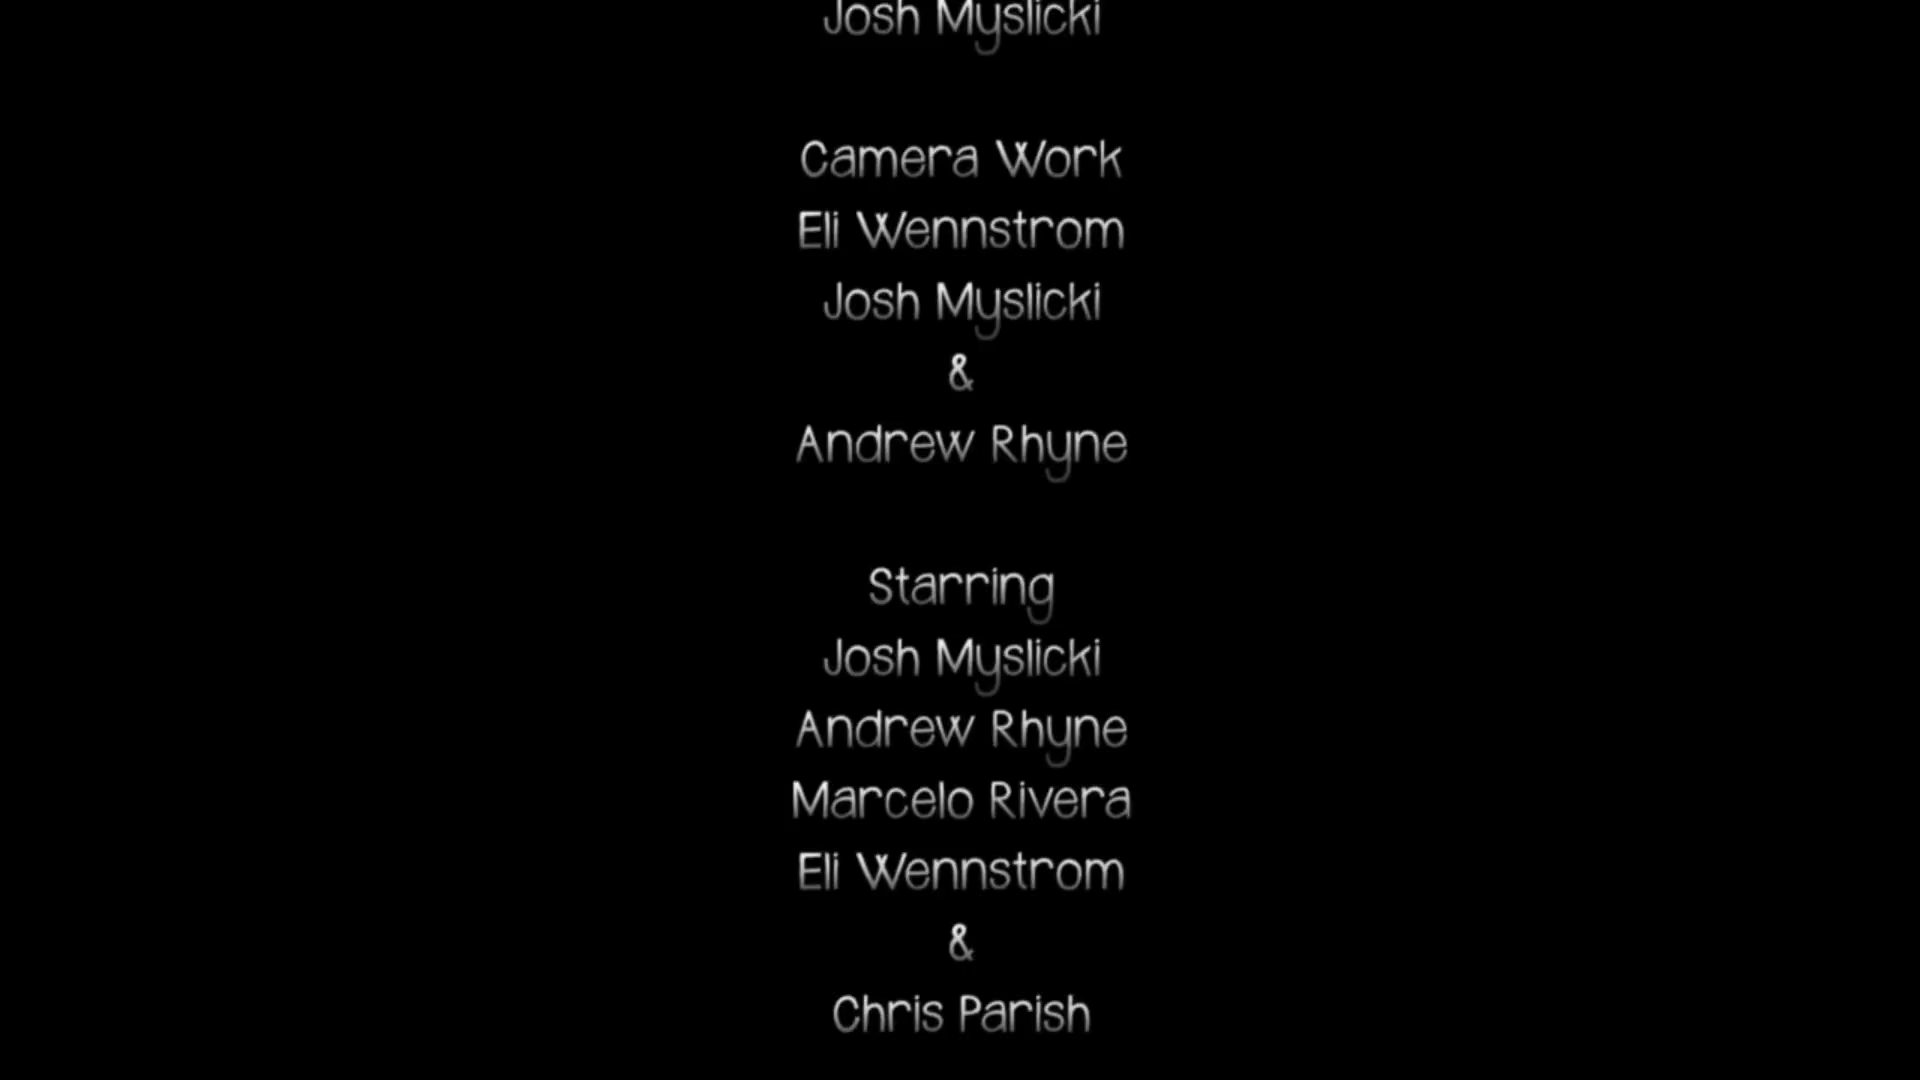 Josh Myslicki
Camera Work
Eli Wennstrom
Josh Myslicki
&
Andrew Rhyne
Starring
Josh Myslicki
Andrew Rhyne
Marcelo Rivera
Eli Wennstrom
&
Chris Parish